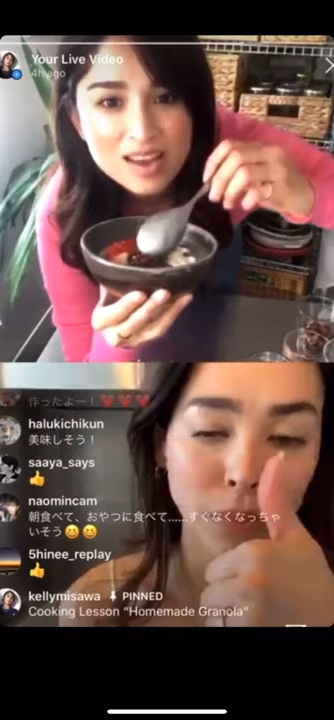 Your Live Video
4h ago
作ったよー！❤️❤️❤️
halukichikun
美味しそう！
saaya_says
👍
naomincam
朝食べて、おやつに食べて......すぐなくなっちゃ
いそう😆😆
5hinee_replay
👍
kellymisawa 📌 PINNED
Cooking Lesson "Homemade Granola"